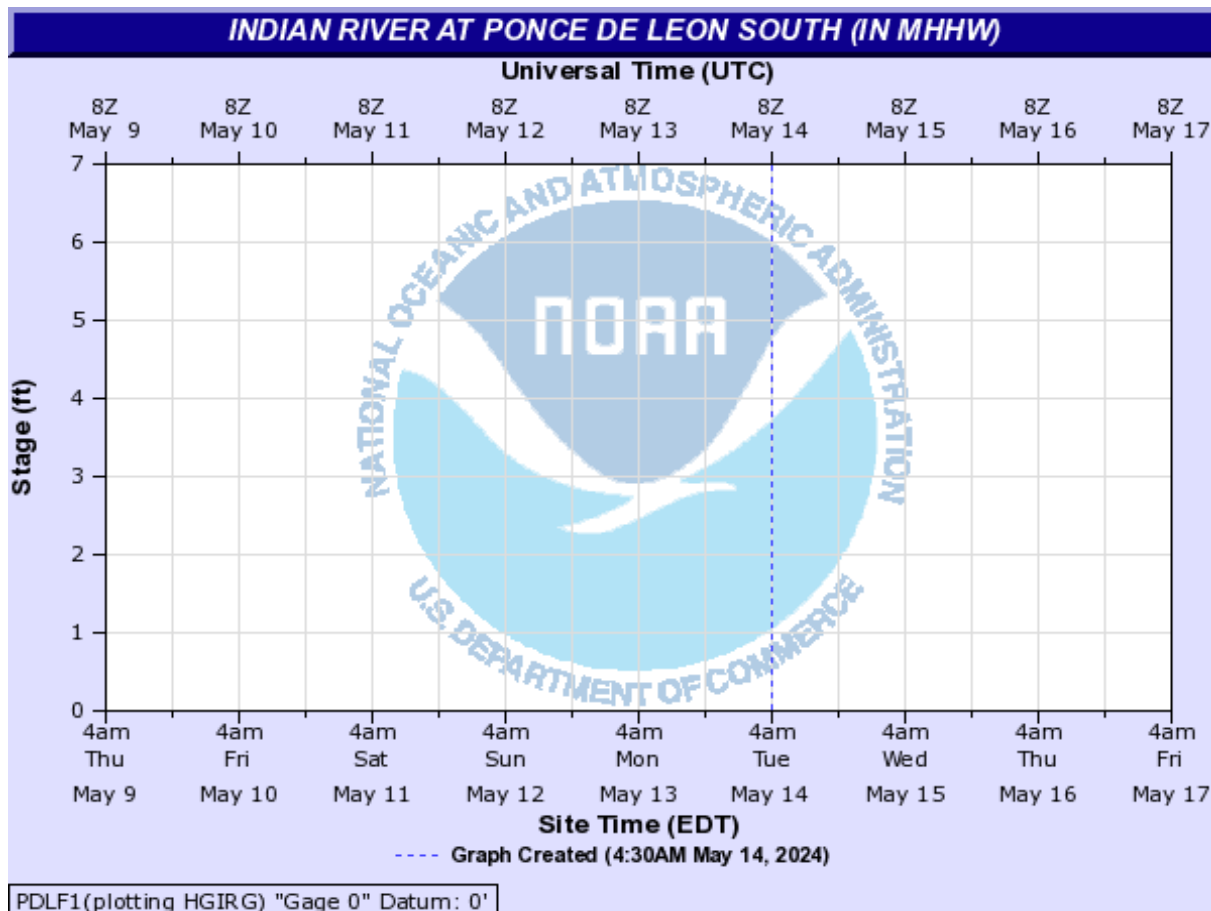 INDIAN RIVER AT PONCE DE LEON SOUTH (IN MHHW)
Universal Time (UTC)
8Z 8Z 8Z 8Z 8Z 8Z 8Z 8Z 8Z
May 9 May 10 May 11 May 12 May 13 May 14 May 15 May 16 May 17
7
6
5
4
3
2
1
0
Stage (ft)
NATIONAL OCEANIC AND ATMOSPHERIC ADMINISTRATION
NOAA
U.S. DEPARTMENT OF COMMERCE
4am 4am 4am 4am 4am 4am 4am 4am 4am
Thu Fri Sat Sun Mon Tue Wed Thu Fri
May 9 May 10 May 11 May 12 May 13 May 14 May 15 May 16 May 17
Site Time (EDT)
Graph Created (4:30AM May 14, 2024)
PDLF1(plotting HGIRG) "Gage 0" Datum: 0'